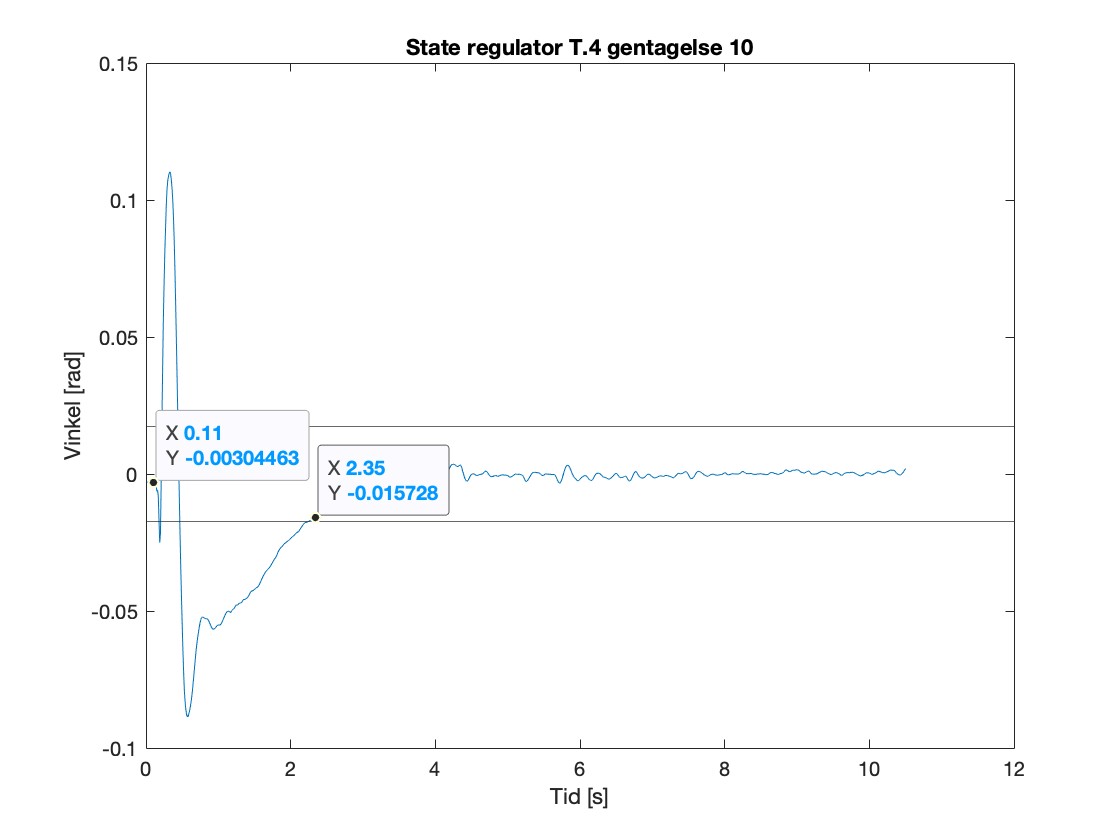 State regulator T.4 gentagelse 10
0.15
0.1
0.05
0
-0.05
-0.1
Vinkel [rad]
X 0.11
Y -0.00304463
X 2.35
Y -0.015728
0 2 4 6 8 10 12
Tid [s]